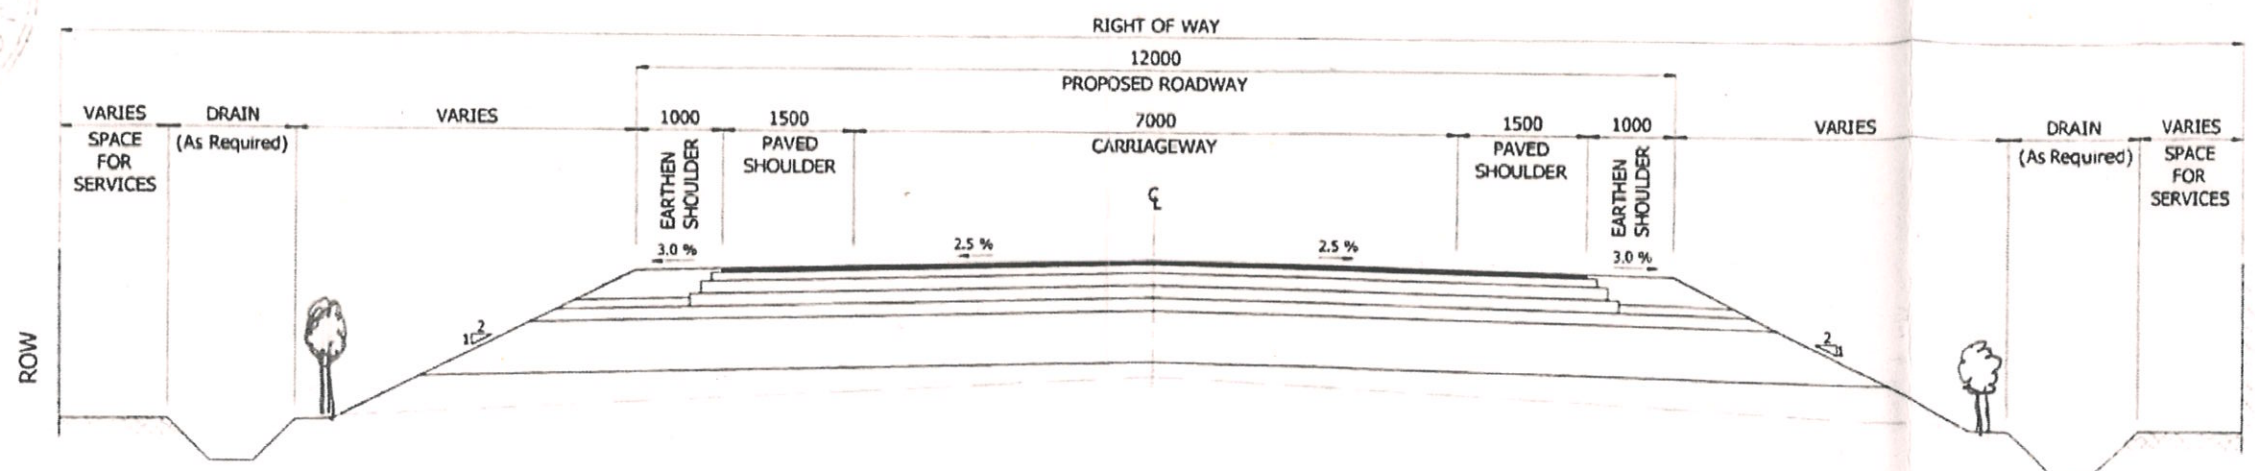 RIGHT OF WAY
12000
PROPOSED ROADWAY
VARIES
SPACE
FOR
SERVICES
DRAIN
(As Required)
VARIES
1000
EARTHEN
SHOULDER
1500
PAVED
SHOULDER
7000
CARRIAGEWAY
1500
PAVED
SHOULDER
1000
EARTHEN
SHOULDER
VARIES
DRAIN
(As Required)
VARIES
SPACE
FOR
SERVICES
℄
3.0 %
2.5 %
2.5 %
3.0 %
2
1
2
1
ROW